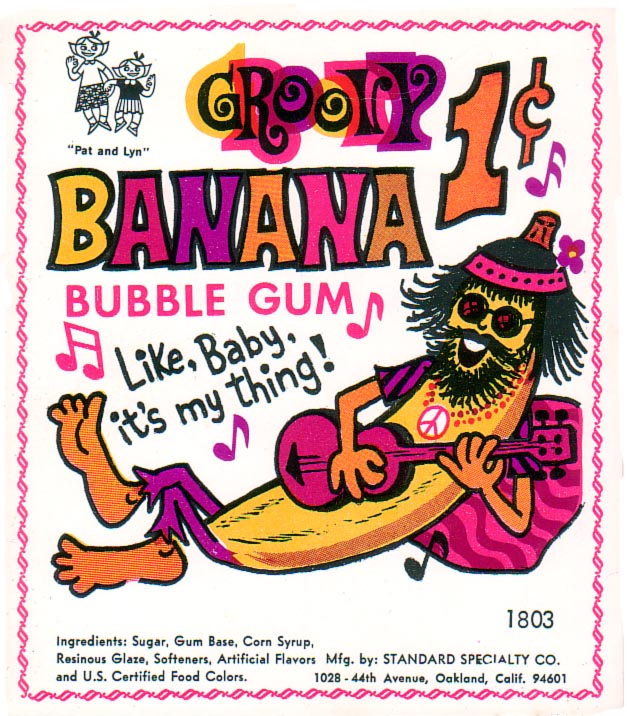 "Pat and Lyn"
GROOVY
1¢
BANANA
BUBBLE GUM
Like, Baby,
it's my thing!
1803
Ingredients: Sugar, Gum Base, Corn Syrup,
Resinous Glaze, Softeners, Artificial Flavors Mfg. by: STANDARD SPECIALTY CO.
and U.S. Certified Food Colors. 1028 - 44th Avenue, Oakland, Calif. 94601